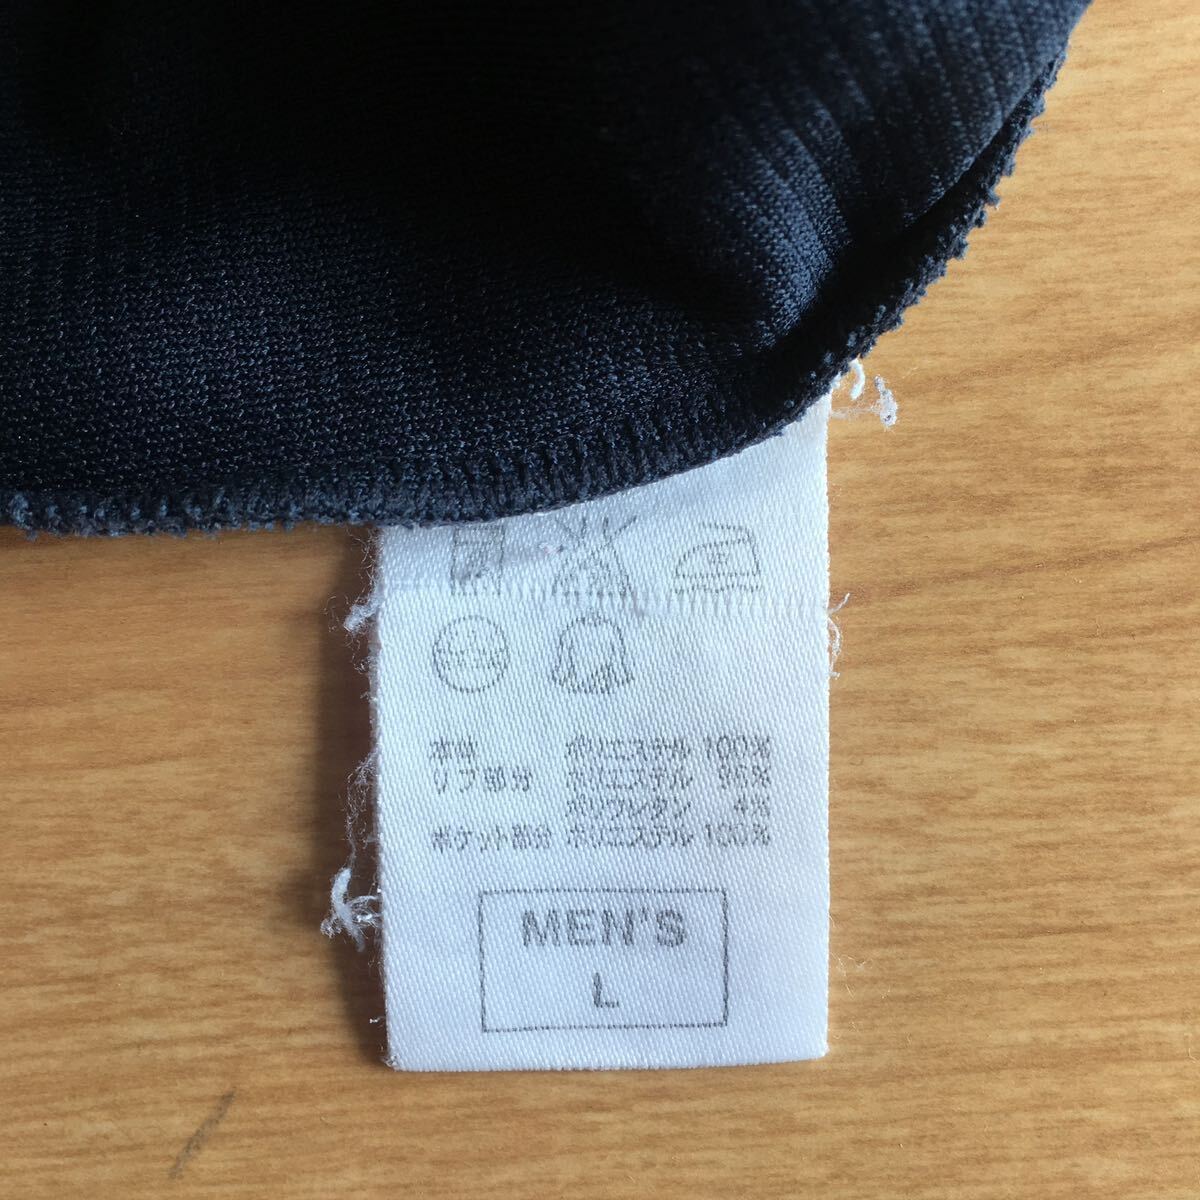 本体 ポリエステル 100%
リブ部分 ポリエステル 96%
ポリウレタン 4%
ポケット部分 ポリエステル 100%
MEN'S
L